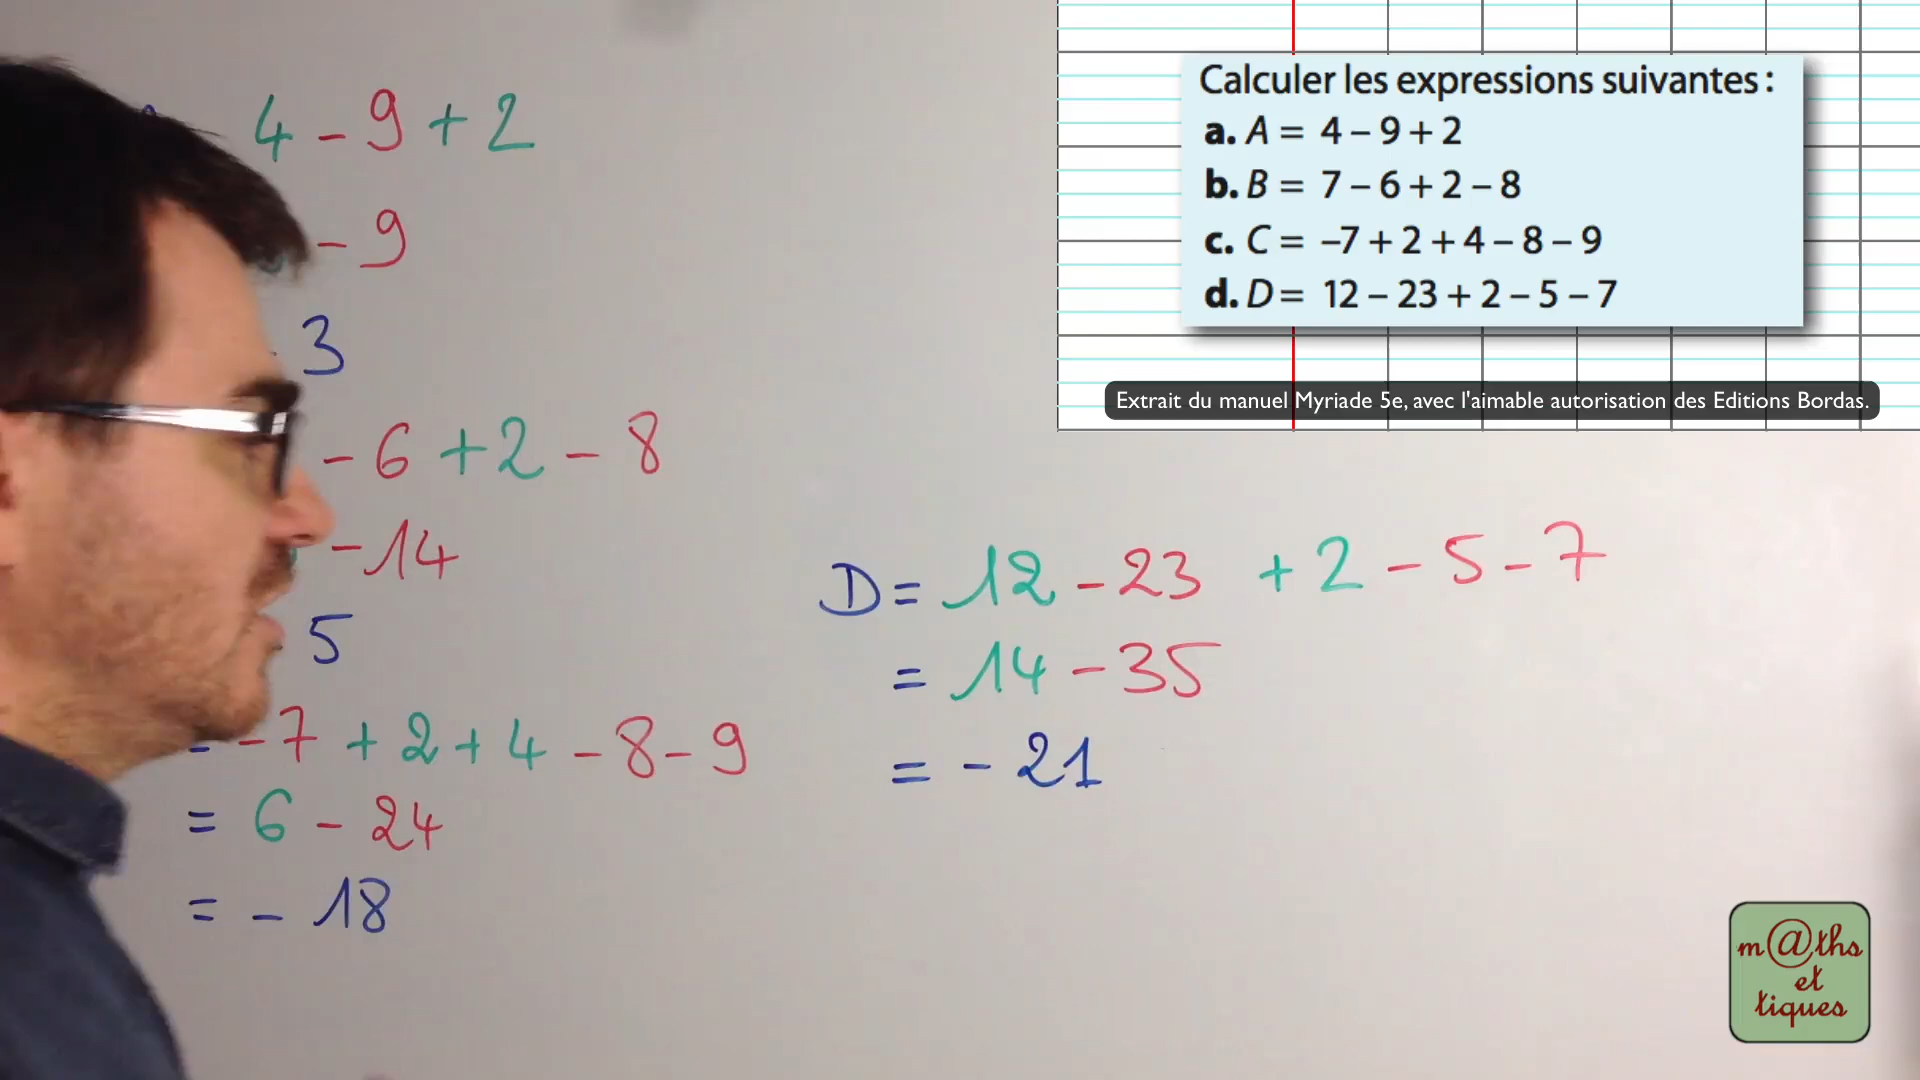 4 - 9 + 2
- 9
3
- 6 + 2 - 8
- 14
5
= - 7 + 2 + 4 - 8 - 9
= 6 - 24
= - 18
Calculer les expressions suivantes :
a. A = 4 – 9 + 2
b. B = 7 – 6 + 2 – 8
c. C = –7 + 2 + 4 – 8 – 9
d. D = 12 – 23 + 2 – 5 – 7
Extrait du manuel Myriade 5e, avec l'aimable autorisation des Editions Bordas.
D = 12 - 23 + 2 - 5 - 7
= 14 - 35
= - 21
m@ths
et
tiques